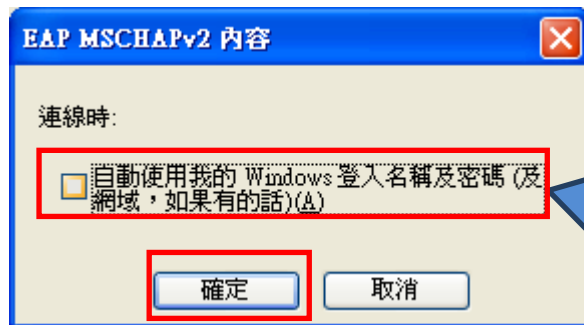 EAP MSCHAPv2 內容
連線時:
自動使用我的 Windows 登入名稱及密碼 (及
網域，如果有的話)(A)
確定
取消